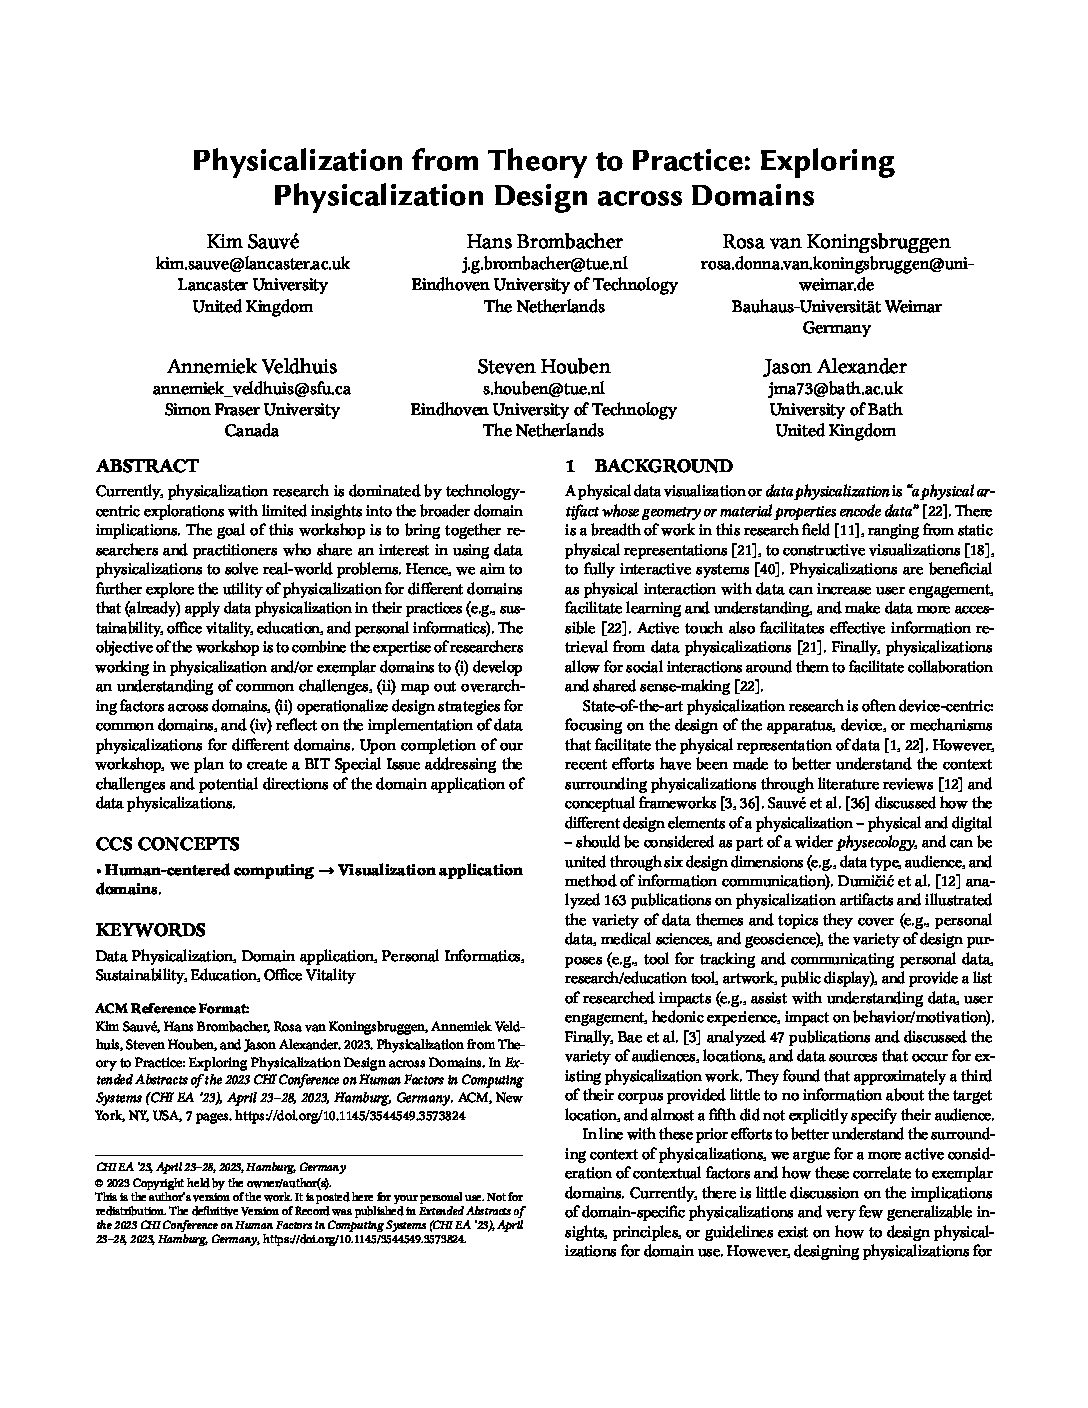 Physicalization from Theory to Practice: Exploring
Physicalization Design across Domains
Kim Sauvé
kim.sauve@lancaster.ac.uk
Lancaster University
United Kingdom
Hans Brombacher
j.g.brombacher@tue.nl
Eindhoven University of Technology
The Netherlands
Rosa van Koningsbruggen
rosa.donna.van.koningsbruggen@uni-
weimar.de
Bauhaus-Universität Weimar
Germany
Annemiek Veldhuis
annemiek_veldhuis@sfu.ca
Simon Fraser University
Canada
Steven Houben
s.houben@tue.nl
Eindhoven University of Technology
The Netherlands
Jason Alexander
jma73@bath.ac.uk
University of Bath
United Kingdom
ABSTRACT
Currently, physicalization research is dominated by technology-
centric explorations with limited insights into the broader domain
implications. The goal of this workshop is to bring together re-
searchers and practitioners who share an interest in using data
physicalizations to solve real-world problems. Hence, we aim to
further explore the utility of physicalization for different domains
that (already) apply data physicalization in their practices (e.g., sus-
tainability, office vitality, education, and personal informatics). The
objective of the workshop is to combine the expertise of researchers
working in physicalization and/or exemplar domains to (i) develop
an understanding of common challenges, (ii) map out overarch-
ing factors across domains, (ii) operationalize design strategies for
common domains, and (iv) reflect on the implementation of data
physicalizations for different domains. Upon completion of our
workshop, we plan to create a BIT Special Issue addressing the
challenges and potential directions of the domain application of
data physicalizations.
CCS CONCEPTS
• Human-centered computing → Visualization application
domains.
KEYWORDS
Data Physicalization, Domain application, Personal Informatics,
Sustainability, Education, Office Vitality
ACM Reference Format:
Kim Sauvé, Hans Brombacher, Rosa van Koningsbruggen, Annemiek Veld-
huis, Steven Houben, and Jason Alexander. 2023. Physicalization from The-
ory to Practice: Exploring Physicalization Design across Domains. In Ex-
tended Abstracts of the 2023 CHI Conference on Human Factors in Computing
Systems (CHI EA '23), April 23–28, 2023, Hamburg, Germany. ACM, New
York, NY, USA, 7 pages. https://doi.org/10.1145/3544549.3573824
CHI EA '23, April 23–28, 2023, Hamburg, Germany
© 2023 Copyright held by the owner/author(s).
This is the author's version of the work. It is posted here for your personal use. Not for
redistribution. The definitive Version of Record was published in Extended Abstracts of
the 2023 CHI Conference on Human Factors in Computing Systems (CHI EA '23), April
23–28, 2023, Hamburg, Germany, https://doi.org/10.1145/3544549.3573824.
1 BACKGROUND
A physical data visualization or data physicalization is “a physical ar-
tifact whose geometry or material properties encode data” [22]. There
is a breadth of work in this research field [11], ranging from static
physical representations [21], to constructive visualizations [18],
to fully interactive systems [40]. Physicalizations are beneficial
as physical interaction with data can increase user engagement,
facilitate learning and understanding, and make data more acces-
sible [22]. Active touch also facilitates effective information re-
trieval from data physicalizations [21]. Finally, physicalizations
allow for social interactions around them to facilitate collaboration
and shared sense-making [22].
State-of-the-art physicalization research is often device-centric:
focusing on the design of the apparatus, device, or mechanisms
that facilitate the physical representation of data [1, 22]. However,
recent efforts have been made to better understand the context
surrounding physicalizations through literature reviews [12] and
conceptual frameworks [3, 36]. Sauvé et al. [36] discussed how the
different design elements of a physicalization – physical and digital
– should be considered as part of a wider physecology, and can be
united through six design dimensions (e.g., data type, audience, and
method of information communication). Dumičić et al. [12] ana-
lyzed 163 publications on physicalization artifacts and illustrated
the variety of data themes and topics they cover (e.g., personal
data, medical sciences, and geoscience), the variety of design pur-
poses (e.g., tool for tracking and communicating personal data,
research/education tool, artwork, public display), and provide a list
of researched impacts (e.g., assist with understanding data, user
engagement, hedonic experience, impact on behavior/motivation).
Finally, Bae et al. [3] analyzed 47 publications and discussed the
variety of audiences, locations, and data sources that occur for ex-
isting physicalization work. They found that approximately a third
of their corpus provided little to no information about the target
location, and almost a fifth did not explicitly specify their audience.
In line with these prior efforts to better understand the surround-
ing context of physicalizations, we argue for a more active consid-
eration of contextual factors and how these correlate to exemplar
domains. Currently, there is little discussion on the implications
of domain-specific physicalizations and very few generalizable in-
sights, principles, or guidelines exist on how to design physical-
izations for domain use. However, designing physicalizations for